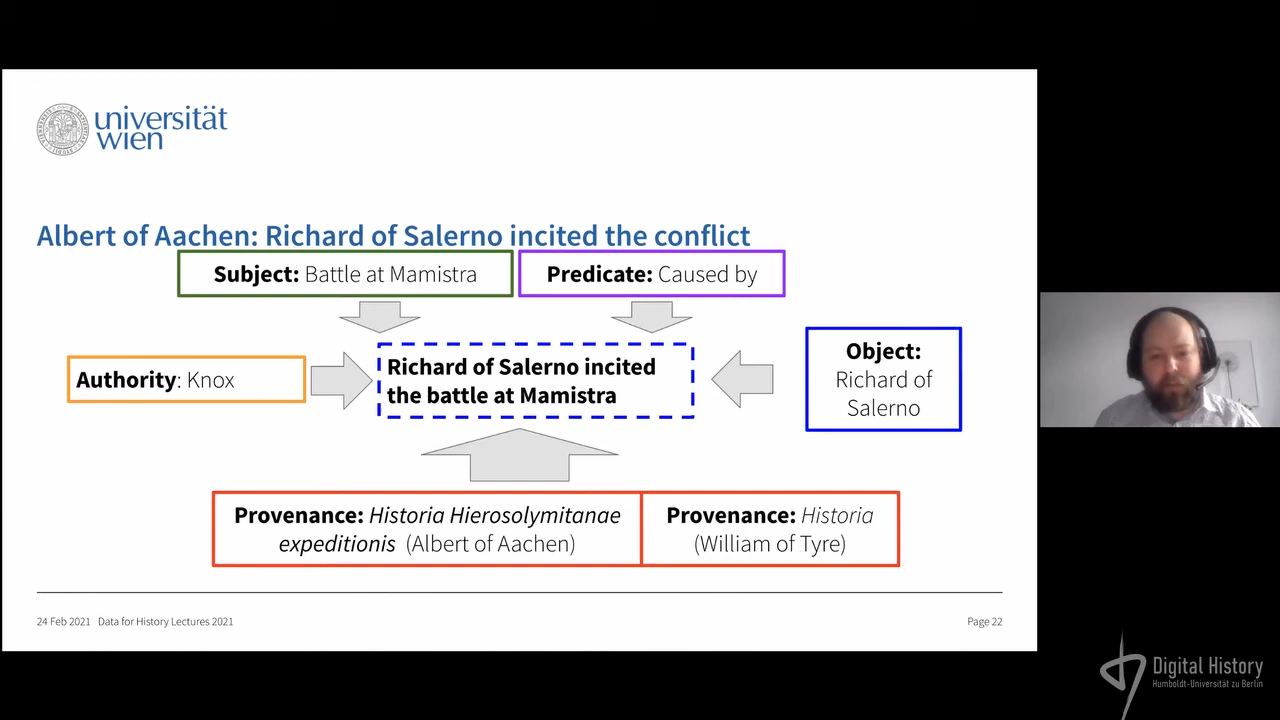 universität
wien
Albert of Aachen: Richard of Salerno incited the conflict
Subject: Battle at Mamistra
Predicate: Caused by
Authority: Knox
Richard of Salerno incited
the battle at Mamistra
Object:
Richard of
Salerno
Provenance: Historia Hierosolymitanae
expeditionis (Albert of Aachen)
Provenance: Historia
(William of Tyre)
24 Feb 2021 Data for History Lectures 2021
Page 22
Digital History
Humboldt-Universität zu Berlin